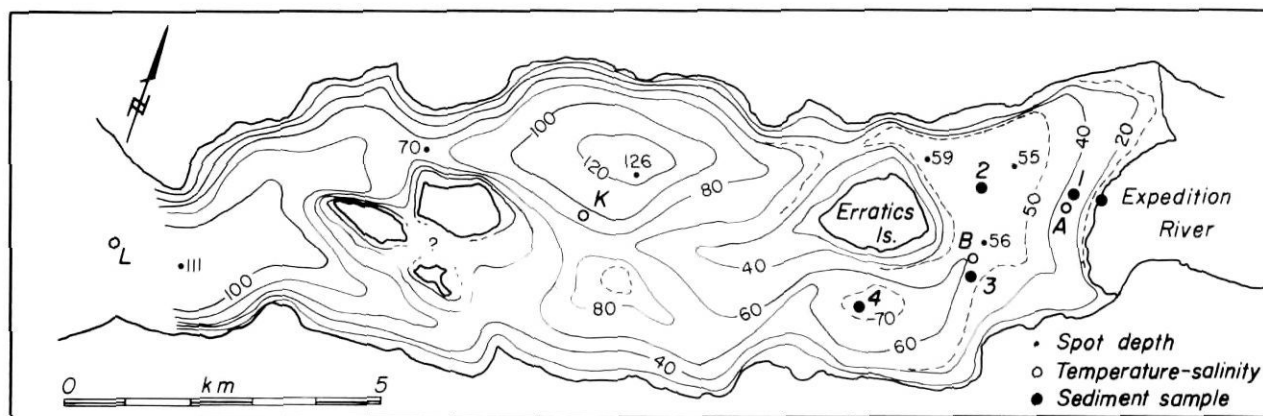 N
70
100
126
120
80
K
L
111
100
?
80
40
60
40
Erratics
Is.
59
55
2
50
40
20
1
A
Expedition
River
56
B
3
4
70
60
0 km 5
• Spot depth
○ Temperature-salinity
● Sediment sample